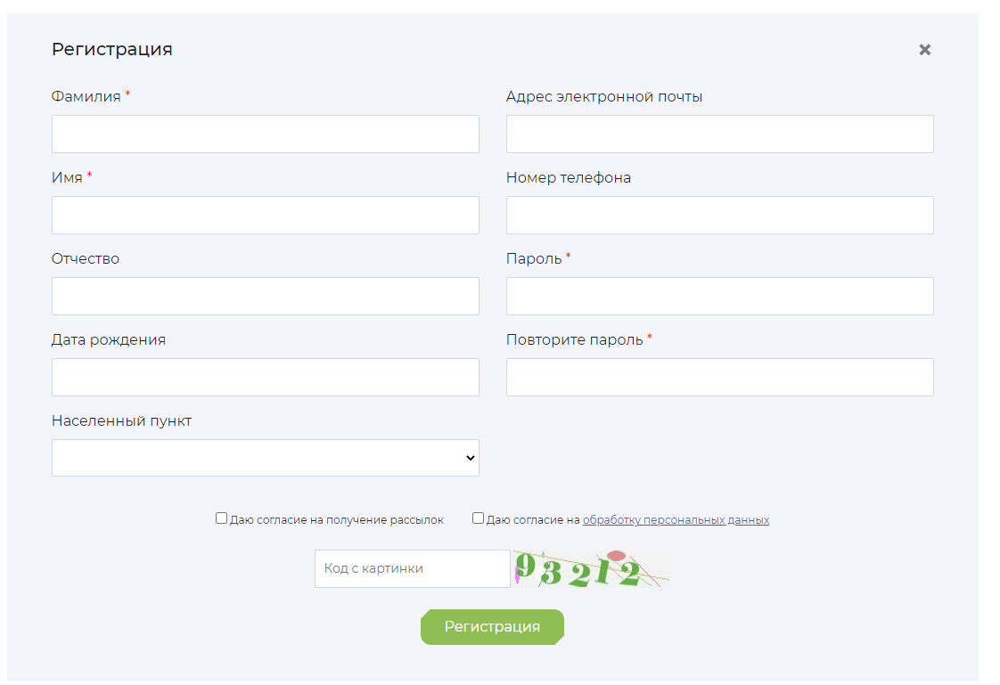 Регистрация
Фамилия *
Адрес электронной почты
Имя *
Номер телефона
Отчество
Пароль *
Дата рождения
Повторите пароль *
Населенный пункт
Даю согласие на получение рассылок
Даю согласие на обработку персональных данных
Код с картинки
93212
Регистрация